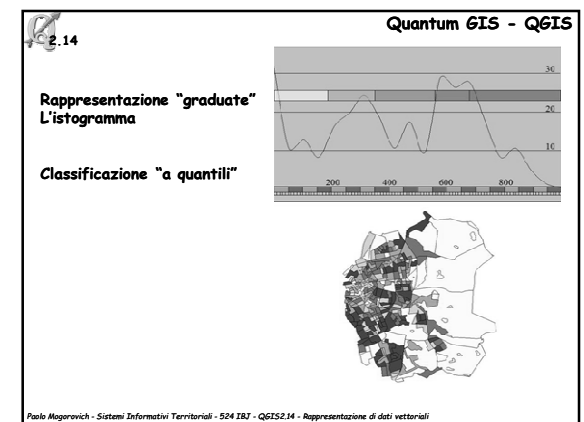 Quantum GIS - QGIS
2.14
Rappresentazione “graduate”
L’istogramma
Classificazione “a quantili”
30
20
10
200 400 600 800
Paolo Mogorovich - Sistemi Informativi Territoriali - 524 IBJ - QGIS2.14 - Rappresentazione di dati vettoriali